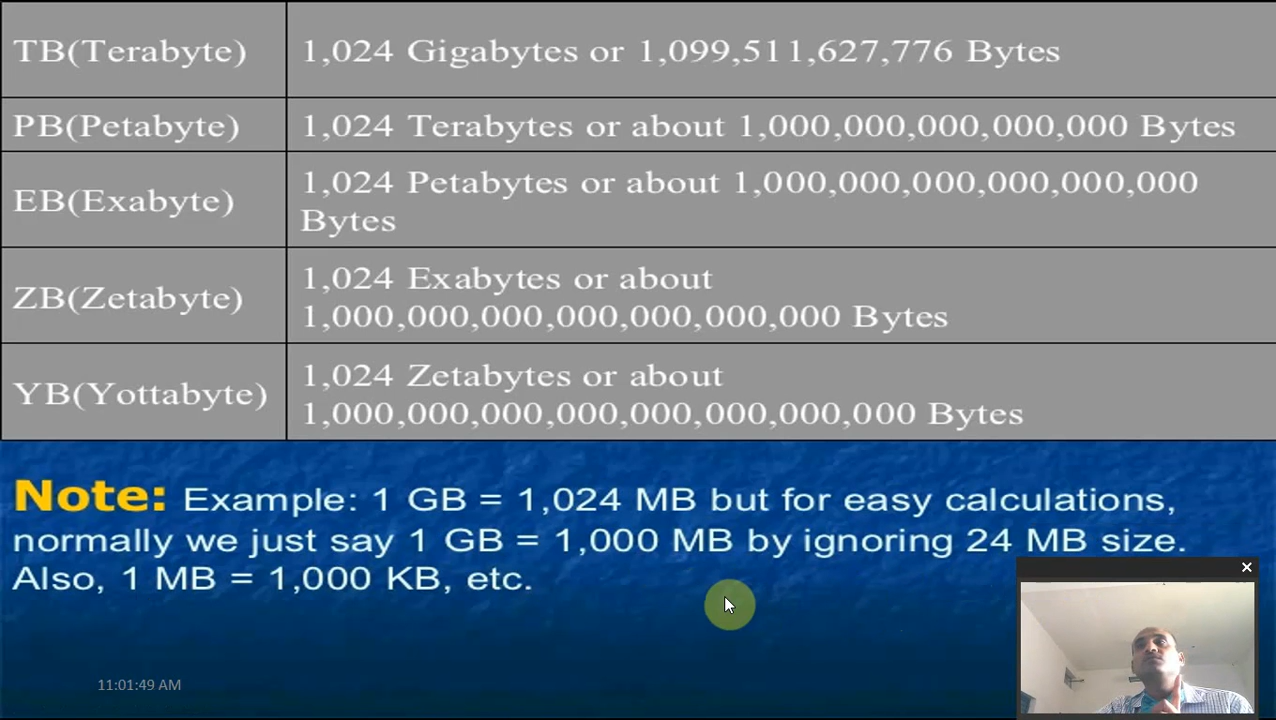 TB(Terabyte)
1,024 Gigabytes or 1,099,511,627,776 Bytes
PB(Petabyte)
1,024 Terabytes or about 1,000,000,000,000,000 Bytes
EB(Exabyte)
1,024 Petabytes or about 1,000,000,000,000,000,000
Bytes
ZB(Zetabyte)
1,024 Exabytes or about
1,000,000,000,000,000,000,000 Bytes
YB(Yottabyte)
1,024 Zetabytes or about
1,000,000,000,000,000,000,000,000 Bytes
Note: Example: 1 GB = 1,024 MB but for easy calculations,
normally we just say 1 GB = 1,000 MB by ignoring 24 MB size.
Also, 1 MB = 1,000 KB, etc.
11:01:49 AM